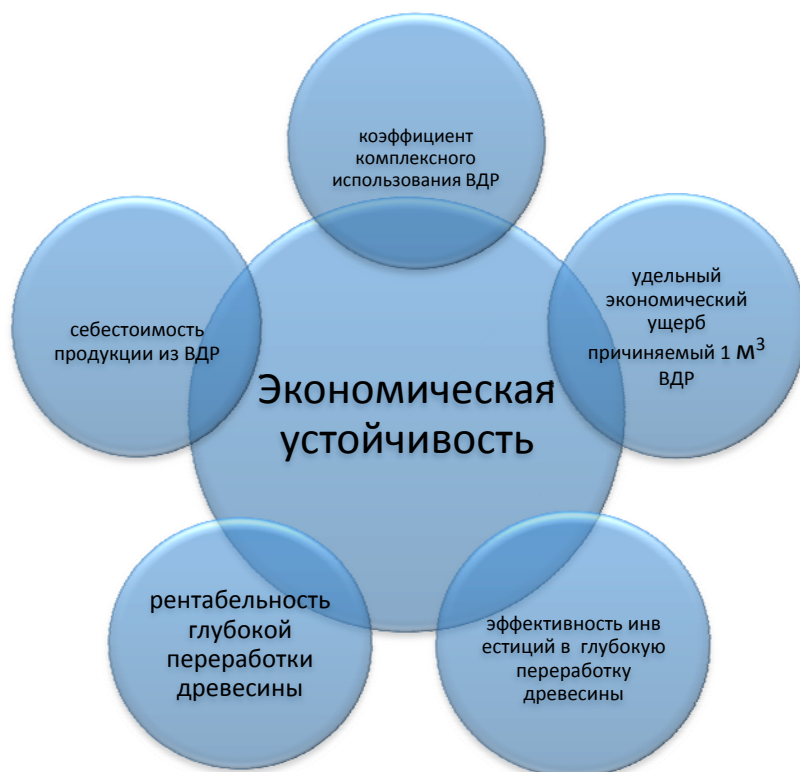 коэффициент
комплексного
использования ВДР
удельный
экономический
ущерб
причиняемый 1 м³
ВДР
себестоимость
продукции из ВДР
Экономическая
устойчивость
рентабельность
глубокой
переработки
древесины
эффективность инв
естиций в глубокую
переработку
древесины